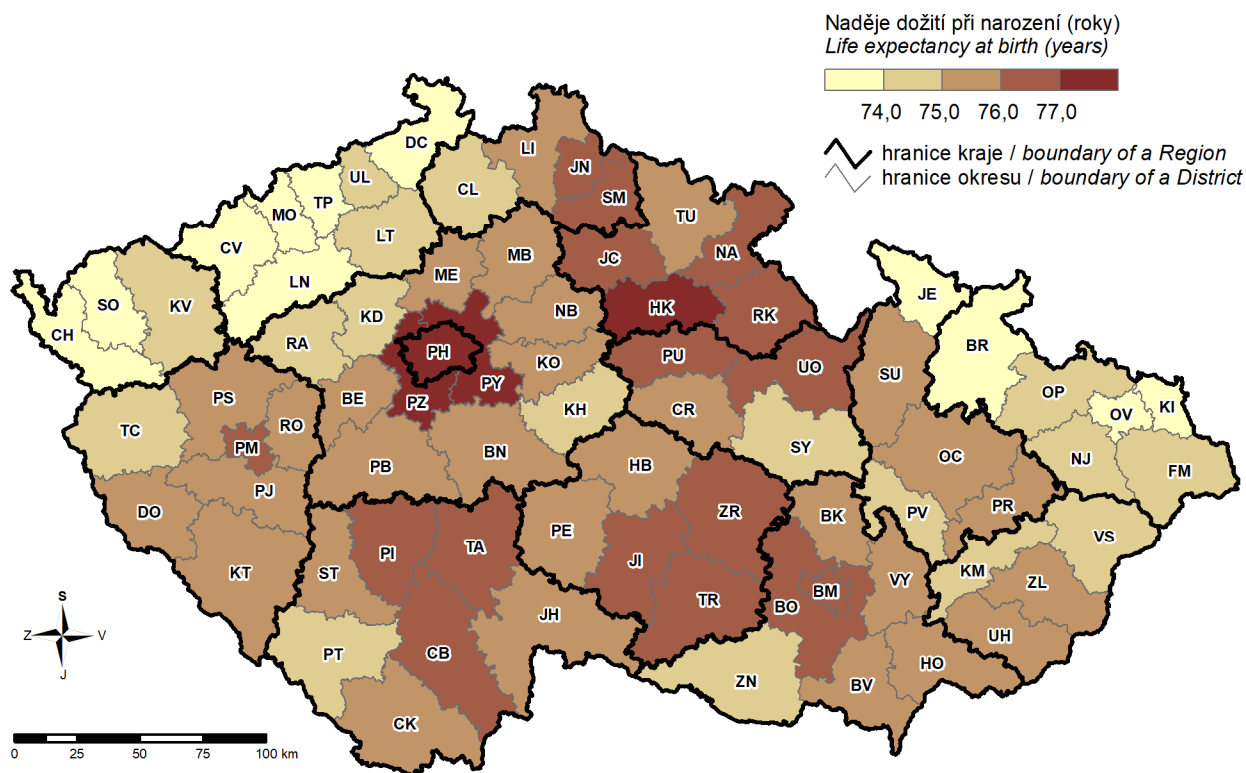 Naděje dožití při narození (roky)
Life expectancy at birth (years)
74,0 75,0 76,0 77,0
hranice kraje / boundary of a Region
hranice okresu / boundary of a District
DC
LI
JN
UL
CL
SM
TP
MO
TU
LT
CV
NA
MB
JC
ME
LN
JE
SO
KV
HK
NB
KD
RK
CH
RA
BR
PH
PU
KO
UO
SU
PY
OP
PS
BE
PZ
KH
CR
KI
OV
RO
TC
PM
SY
BN
OC
NJ
FM
PB
HB
PJ
PR
DO
ZR
PV
BK
PE
VS
PI
TA
JI
KT
ST
KM
VY
ZL
BM
TR
BO
JH
UH
PT
CB
HO
ZN
BV
CK
S
Z V
J
0 25 50 75 100 km